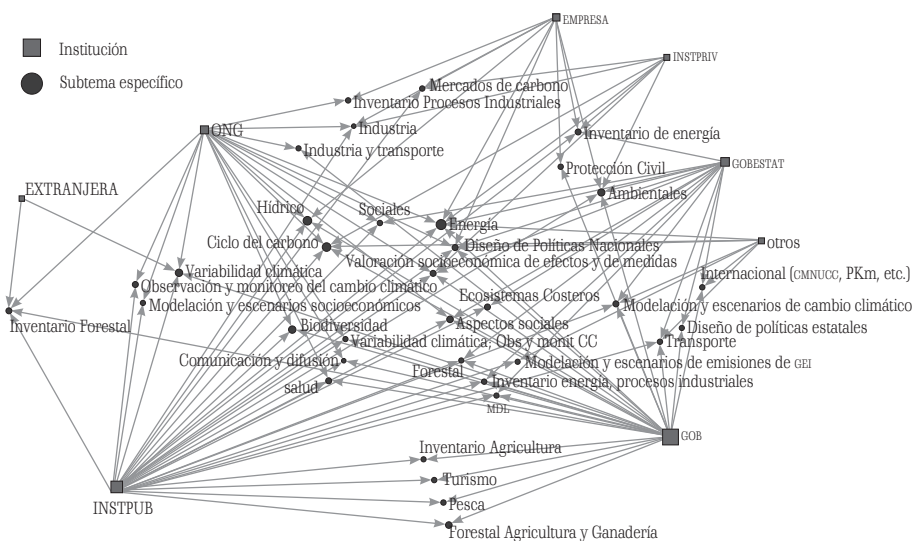 EMPRESA
Institución
INSTPRIV
Subtema específico
Mercados de carbono
Inventario Procesos Industriales
Industria
ONG
Inventario de energía
Industria y transporte
GOBESTAT
Protección Civil
EXTRANJERA
Ambientales
Hídrico
Sociales
Energía
Ciclo del carbono
Diseño de Políticas Nacionales
otros
Valoración socioeconómica de efectos y de medidas
Variabilidad climática
Internacional (CMNUCC, PKm, etc.)
Observación y monitoreo del cambio climático
Ecosistemas Costeros
Modelación y escenarios socioeconómicos
Modelación y escenarios de cambio climático
Inventario Forestal
Biodiversidad
Aspectos sociales
Diseño de políticas estatales
Variabilidad climática, Obs y monit CC
Transporte
Comunicación y difusión
Forestal
Modelación y escenarios de emisiones de GEI
salud
Inventario energía, procesos industriales
MDL
GOB
Inventario Agricultura
Turismo
INSTPUB
Pesca
Forestal Agricultura y Ganadería